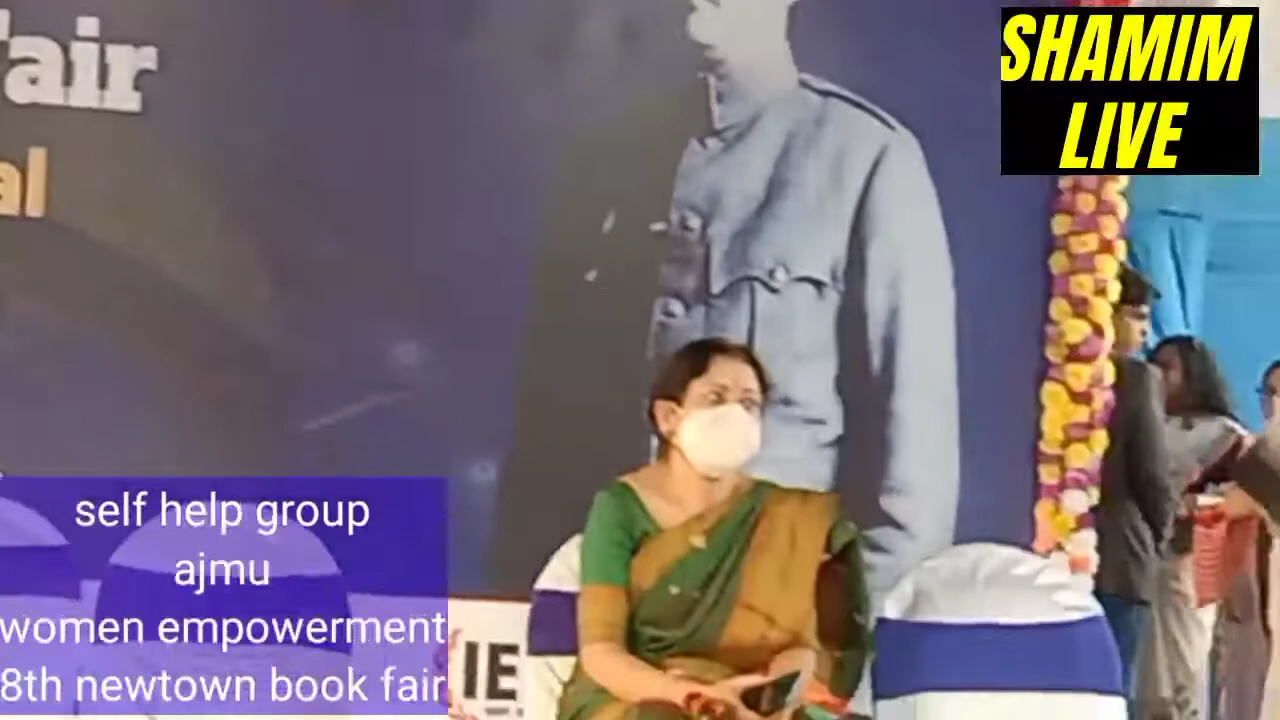 air
al
SHAMIM
LIVE
self help group
ajmu
women empowerment
8th newtown book fair
IE